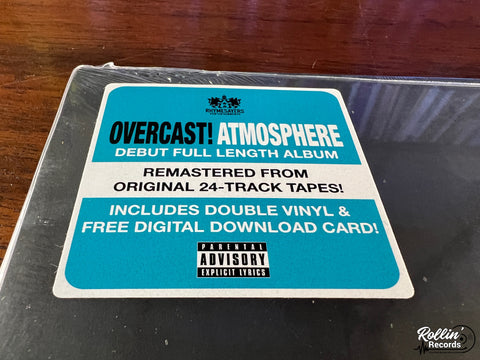 RHYMESAYERS
OVERCAST! ATMOSPHERE
DEBUT FULL LENGTH ALBUM
REMASTERED FROM
ORIGINAL 24-TRACK TAPES!
INCLUDES DOUBLE VINYL &
FREE DIGITAL DOWNLOAD CARD!
PARENTAL
ADVISORY
EXPLICIT LYRICS
Rollin'
Records